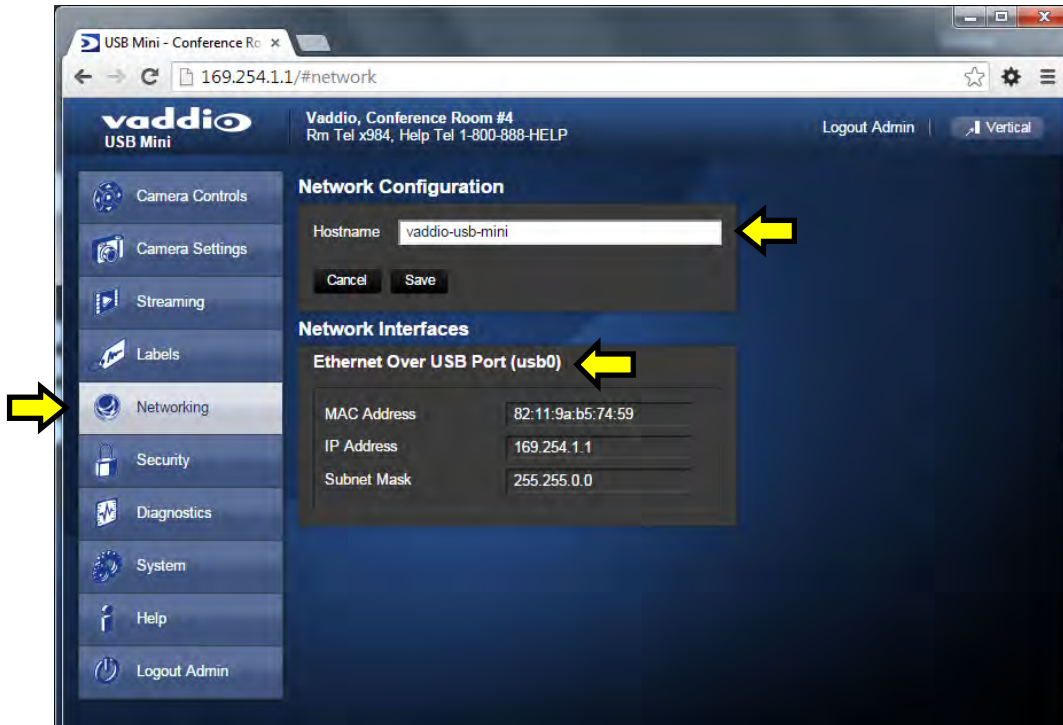 USB Mini - Conference Ro
169.254.1.1/#network
vaddio
USB Mini
Vaddio, Conference Room #4
Rm Tel x984, Help Tel 1-800-888-HELP
Logout Admin
Vertical
Camera Controls
Camera Settings
Streaming
Labels
Networking
Security
Diagnostics
System
Help
Logout Admin
Network Configuration
Hostname vaddio-usb-mini
Cancel Save
Network Interfaces
Ethernet Over USB Port (usb0)
MAC Address 82:11:9a:b5:74:59
IP Address 169.254.1.1
Subnet Mask 255.255.0.0